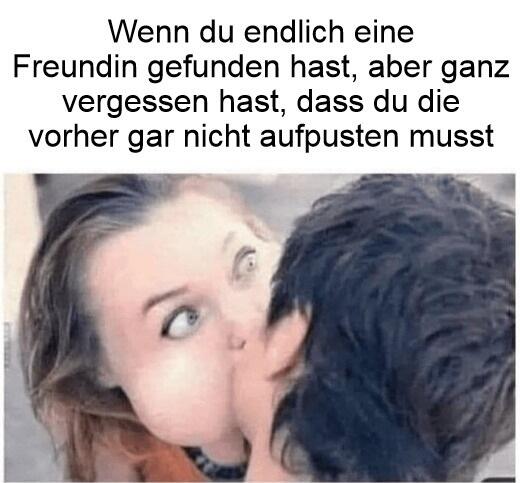 Wenn du endlich eine
Freundin gefunden hast, aber ganz
vergessen hast, dass du die
vorher gar nicht aufpusten musst